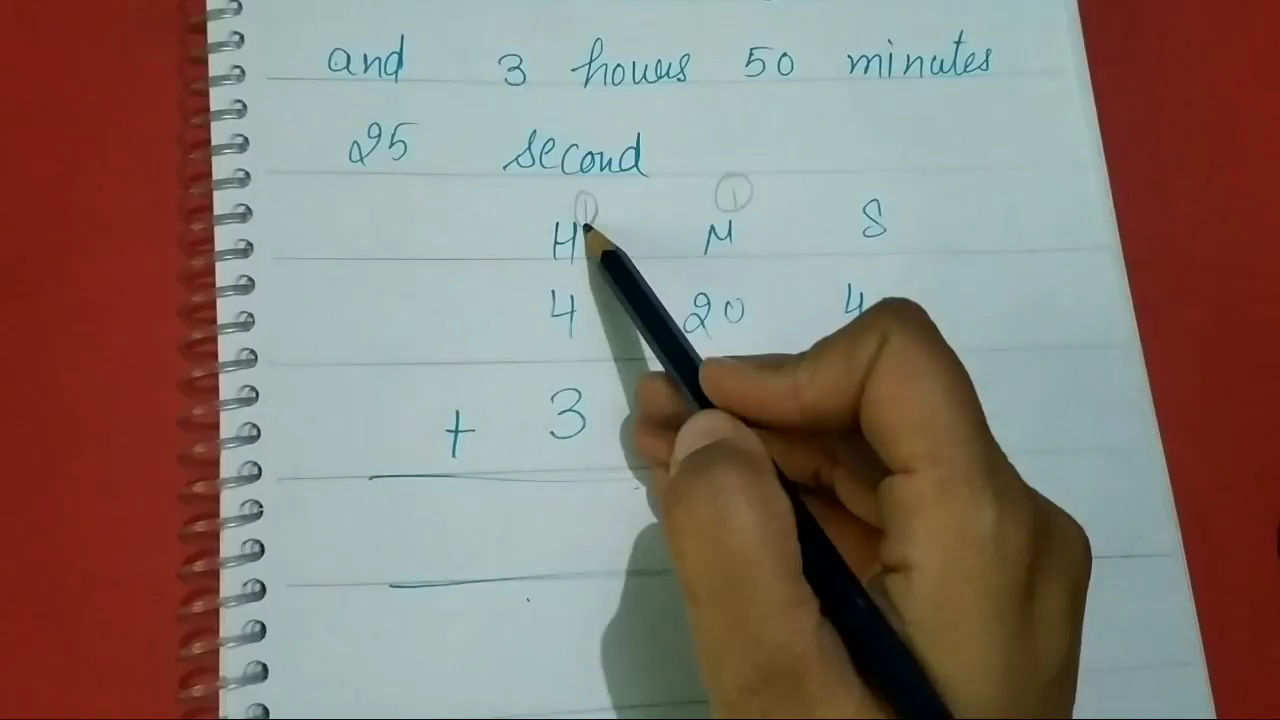 and 3 hours 50 minutes
25 second
1 1
H M S
4 20 4
+ 3